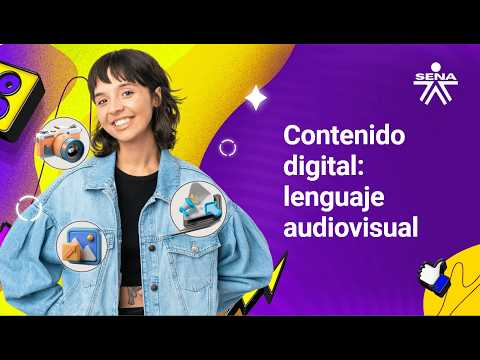 SENA
Contenido
digital:
lenguaje
audiovisual